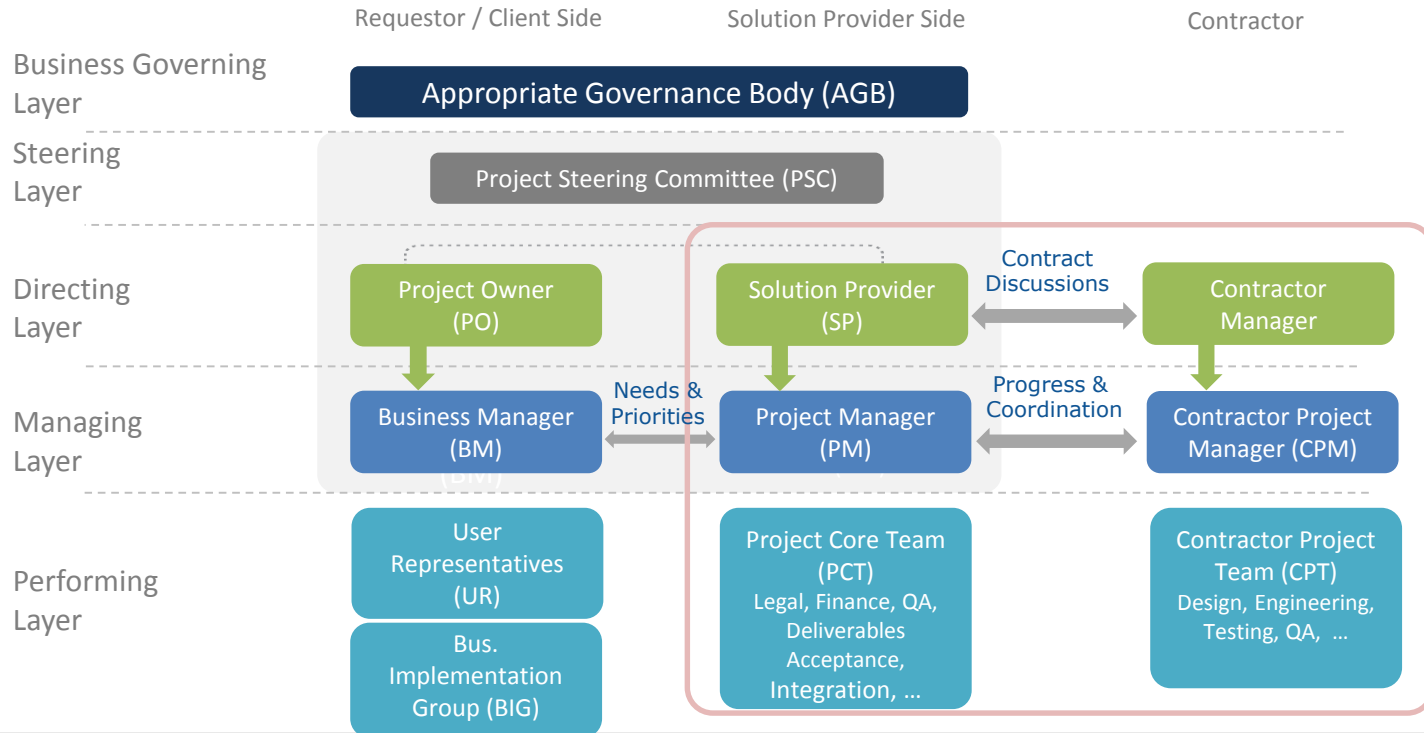 Requestor / Client Side
Solution Provider Side
Contractor
Business Governing
Layer
Appropriate Governance Body (AGB)
Steering
Layer
Project Steering Committee (PSC)
Directing
Layer
Project Owner
(PO)
Solution Provider
(SP)
Contract
Discussions
Contractor
Manager
Managing
Layer
Business Manager
(BM)
(BM)
Needs &
Priorities
Project Manager
(PM)
Progress &
Coordination
Contractor Project
Manager (CPM)
Performing
Layer
User
Representatives
(UR)
Bus.
Implementation
Group (BIG)
Project Core Team
(PCT)
Legal, Finance, QA,
Deliverables
Acceptance,
Integration, ...
Contractor Project
Team (CPT)
Design, Engineering,
Testing, QA, ...